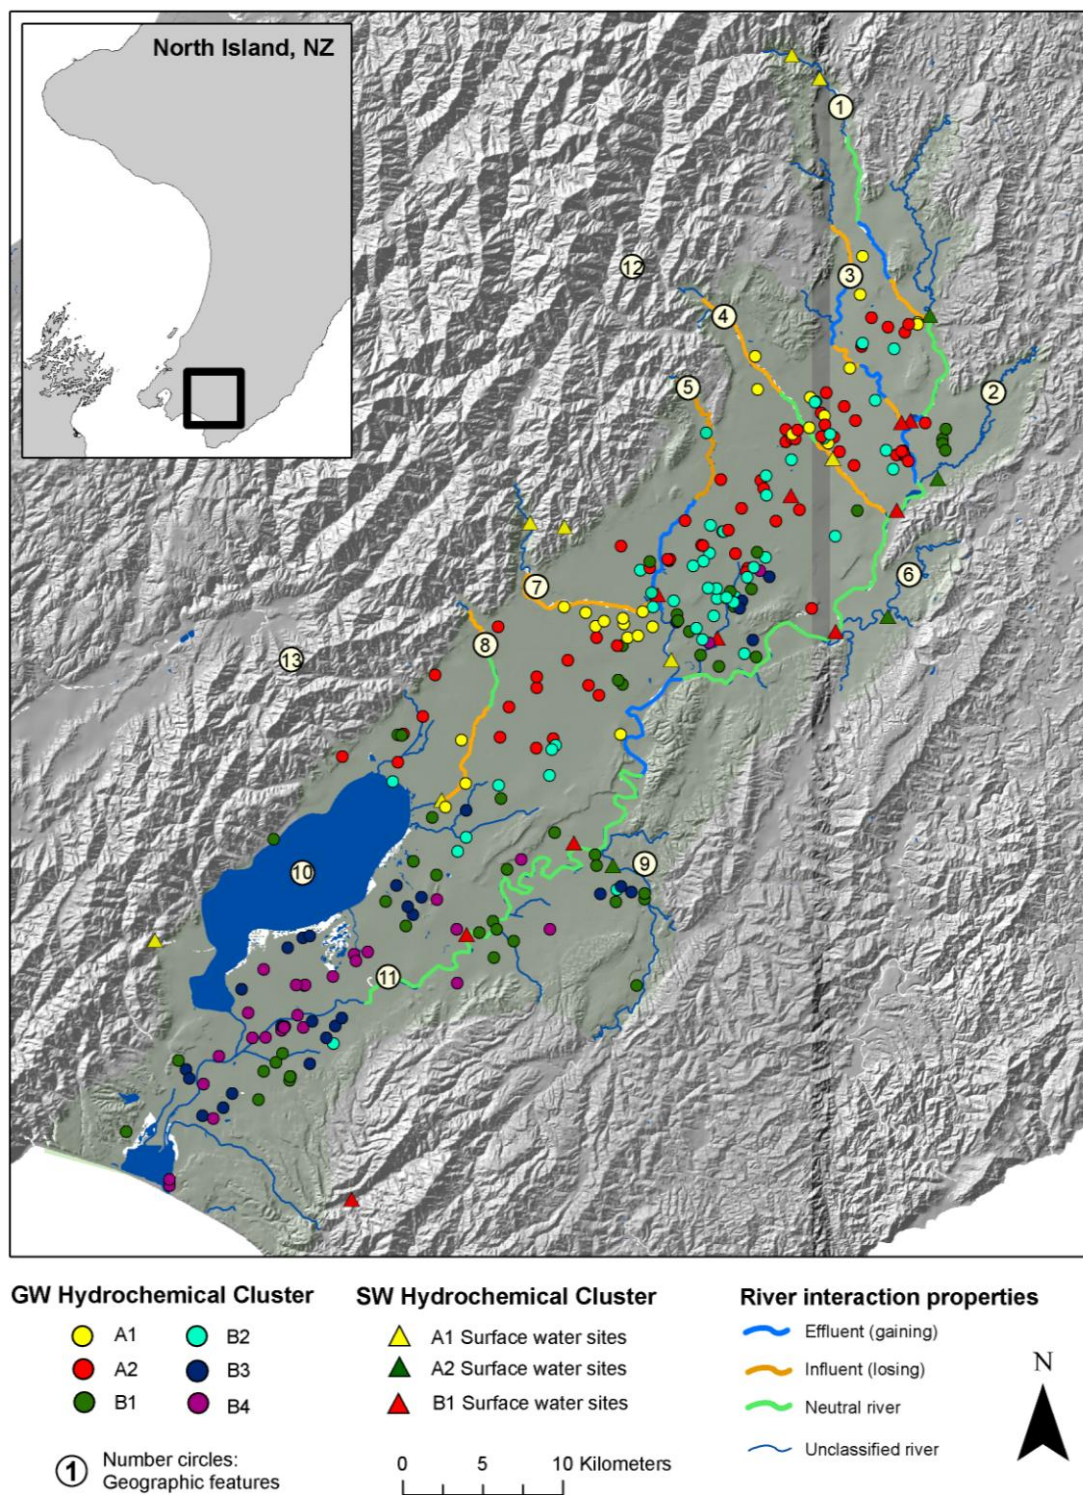 North Island, NZ
1
12
3
4
5
2
7
6
8
13
9
10
11
GW Hydrochemical Cluster
A1
B2
A2
B3
B1
B4
1 Number circles:
Geographic features
SW Hydrochemical Cluster
A1 Surface water sites
A2 Surface water sites
B1 Surface water sites
0 5 10 Kilometers
River interaction properties
Effluent (gaining)
Influent (losing)
Neutral river
Unclassified river
N